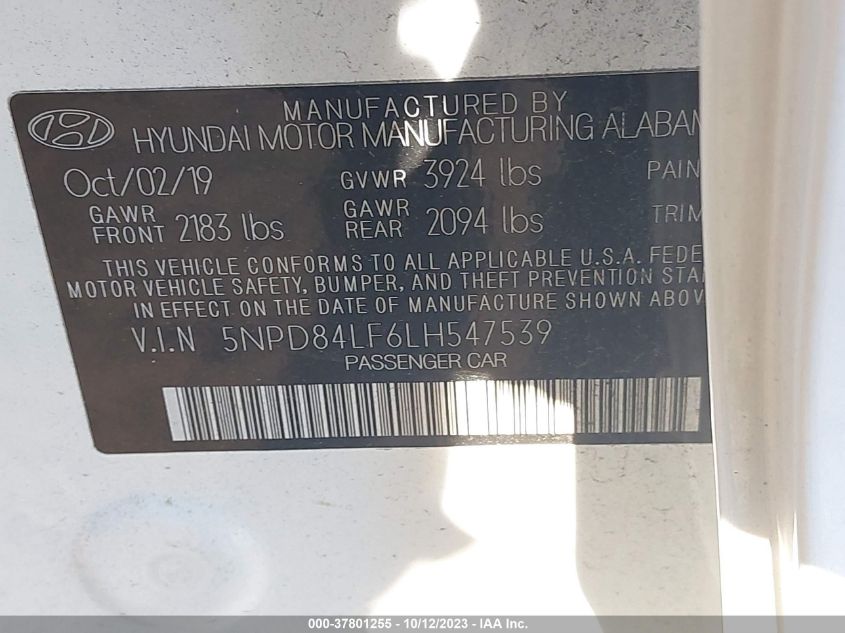 MANUFACTURED BY
HYUNDAI MOTOR MANUFACTURING ALABAM
Oct/02/19 GVWR 3924 lbs PAIN
GAWR FRONT 2183 lbs GAWR REAR 2094 lbs TRIM
THIS VEHICLE CONFORMS TO ALL APPLICABLE U.S.A. FEDE
MOTOR VEHICLE SAFETY, BUMPER, AND THEFT PREVENTION STA
IN EFFECT ON THE DATE OF MANUFACTURE SHOWN ABOV
V.I.N 5NPD84LF6LH547539
PASSENGER CAR
000-37801255 - 10/12/2023 - IAA Inc.